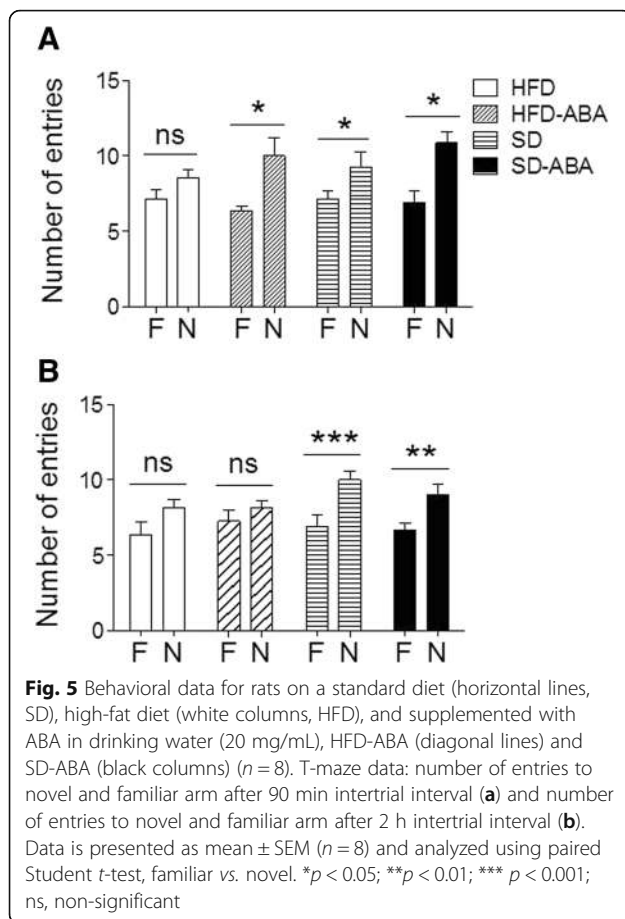 A
Number of entries
15
10
5
0
ns
*
*
*
F N F N F N F N
HFD
HFD-ABA
SD
SD-ABA
B
Number of entries
15
10
5
0
ns
ns
***
**
F N F N F N F N
Fig. 5 Behavioral data for rats on a standard diet (horizontal lines,
SD), high-fat diet (white columns, HFD), and supplemented with
ABA in drinking water (20 mg/mL), HFD-ABA (diagonal lines) and
SD-ABA (black columns) (n = 8). T-maze data: number of entries to
novel and familiar arm after 90 min intertrial interval (a) and number
of entries to novel and familiar arm after 2 h intertrial interval (b).
Data is presented as mean ± SEM (n = 8) and analyzed using paired
Student t-test, familiar vs. novel. *p < 0.05; **p < 0.01; *** p < 0.001;
ns, non-significant